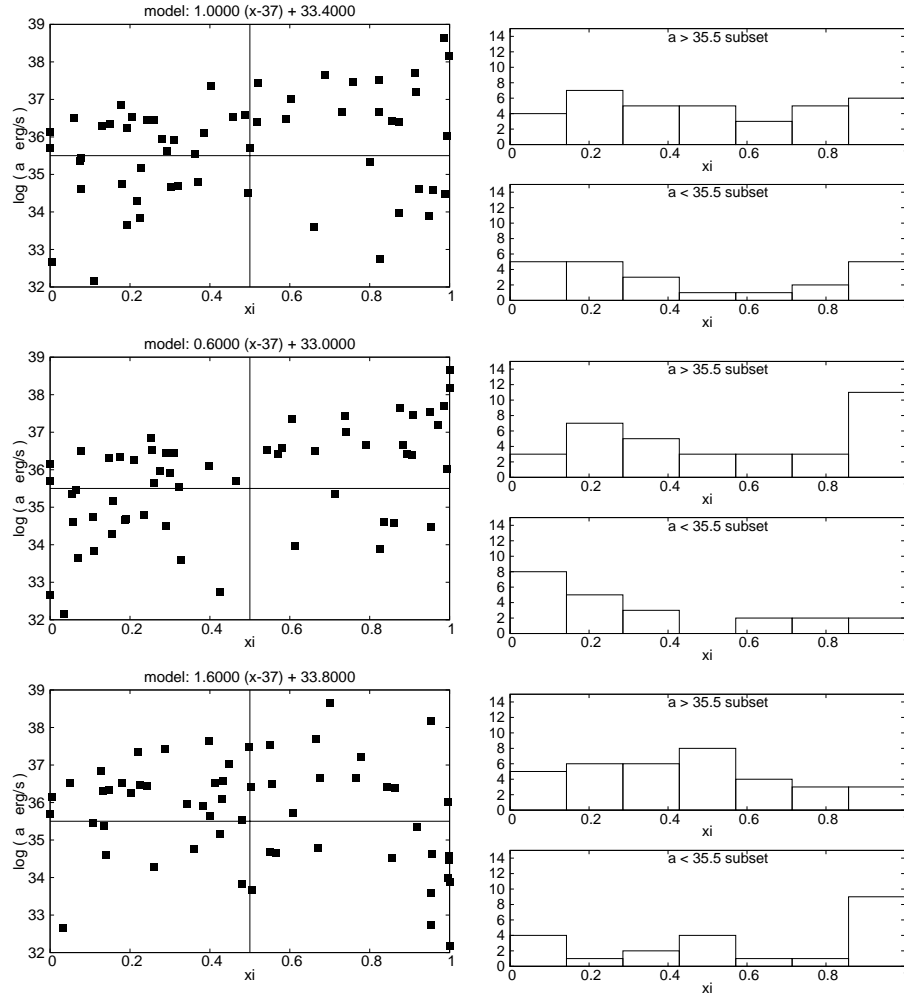 model: 1.0000 (x-37) + 33.4000
log ( a erg/s )
39
38
37
36
35
34
33
32
0 0.2 0.4 0.6 0.8 1
xi
a > 35.5 subset
14
12
10
8
6
4
2
0
0 0.2 0.4 0.6 0.8
xi
a < 35.5 subset
14
12
10
8
6
4
2
0
0 0.2 0.4 0.6 0.8
xi
model: 0.6000 (x-37) + 33.0000
log ( a erg/s )
39
38
37
36
35
34
33
32
0 0.2 0.4 0.6 0.8 1
xi
a > 35.5 subset
14
12
10
8
6
4
2
0
0 0.2 0.4 0.6 0.8
xi
a < 35.5 subset
14
12
10
8
6
4
2
0
0 0.2 0.4 0.6 0.8
xi
model: 1.6000 (x-37) + 33.8000
log ( a erg/s )
39
38
37
36
35
34
33
32
0 0.2 0.4 0.6 0.8 1
xi
a > 35.5 subset
14
12
10
8
6
4
2
0
0 0.2 0.4 0.6 0.8
xi
a < 35.5 subset
14
12
10
8
6
4
2
0
0 0.2 0.4 0.6 0.8
xi